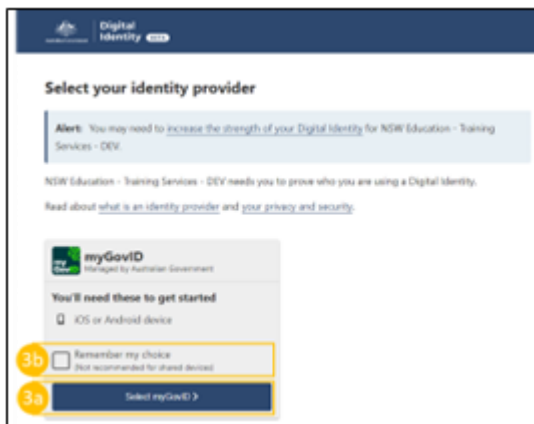 Digital
Identity BETA
Select your identity provider
Alert: You may need to increase the strength of your Digital Identity for NSW Education - Training
Services - DEV.
NSW Education - Training Services - DEV needs you to prove who you are using a Digital Identity.
Read about what is an identity provider and your privacy and security.
myGovID
Managed by Australian Government
You'll need these to get started
iOS or Android device
3b
Remember my choice
(Not recommended for shared devices)
3a
Select myGovID >